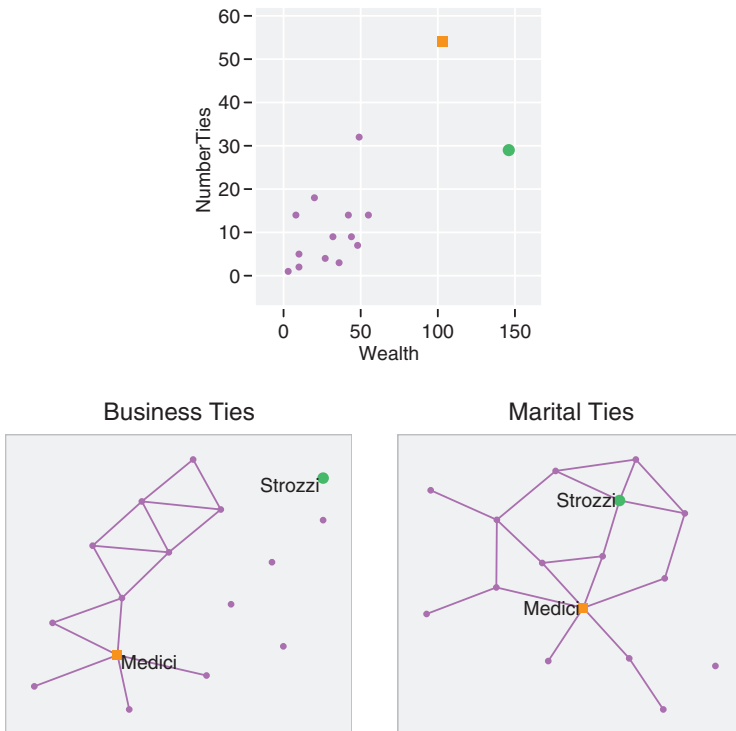 60
50
40
30
20
10
0
NumberTies
0 50 100 150
Wealth
Business Ties
Strozzi
Medici
Marital Ties
Strozzi
Medici